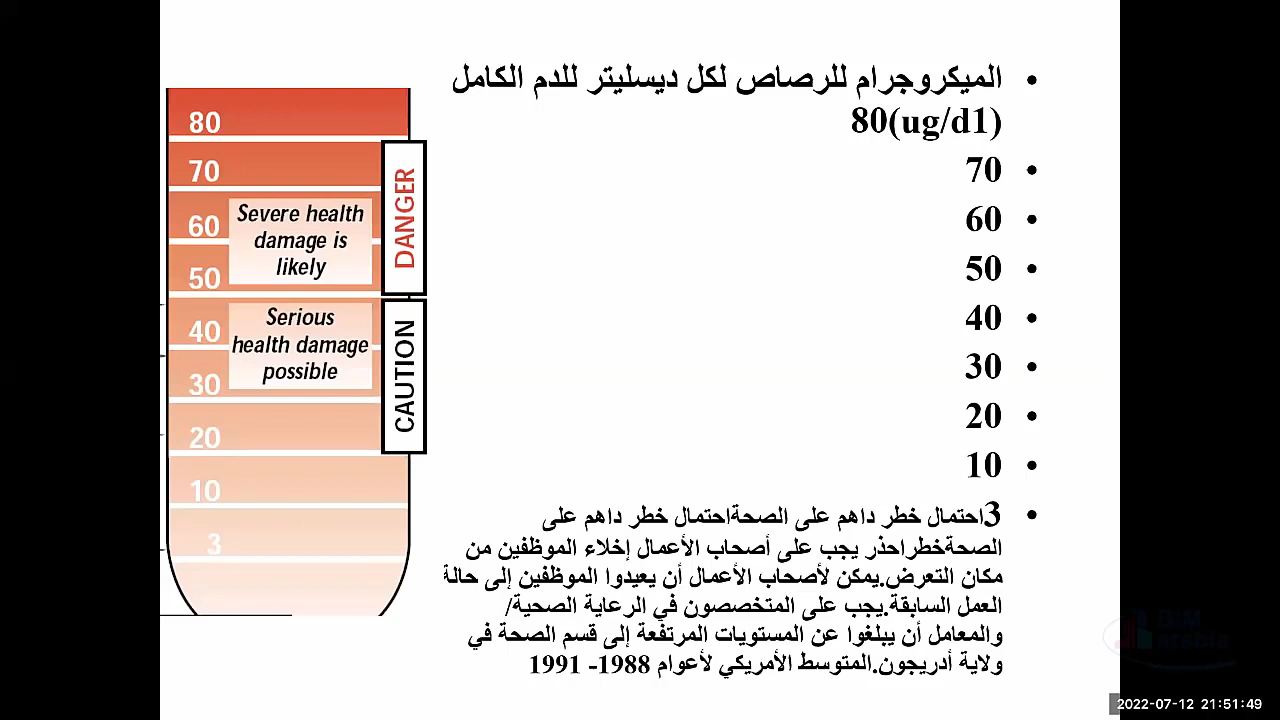 الميكروجرام للرصاص لكل ديسليتر للدم الكامل
80(ug/d1)
70
60
50
40
30
20
10
3احتمال خطر داهم على الصحةاحتمال خطر داهم على
الصحةخطراحذر يجب على أصحاب الأعمال إخلاء الموظفين من
مكان التعرض.يمكن لأصحاب الأعمال أن يعيدوا الموظفين إلى حالة
العمل السابقة.يجب على المتخصصون في الرعاية الصحية/
والمعامل أن يبلغوا عن المستويات المرتفعة إلى قسم الصحة في
ولاية أدريجون.المتوسط الأمريكي لأعوام 1988- 1991
80
70
60
50
40
30
20
10
3
Severe health
damage is
likely
Serious
health damage
possible
DANGER
CAUTION
2022-07-12 21:51:49